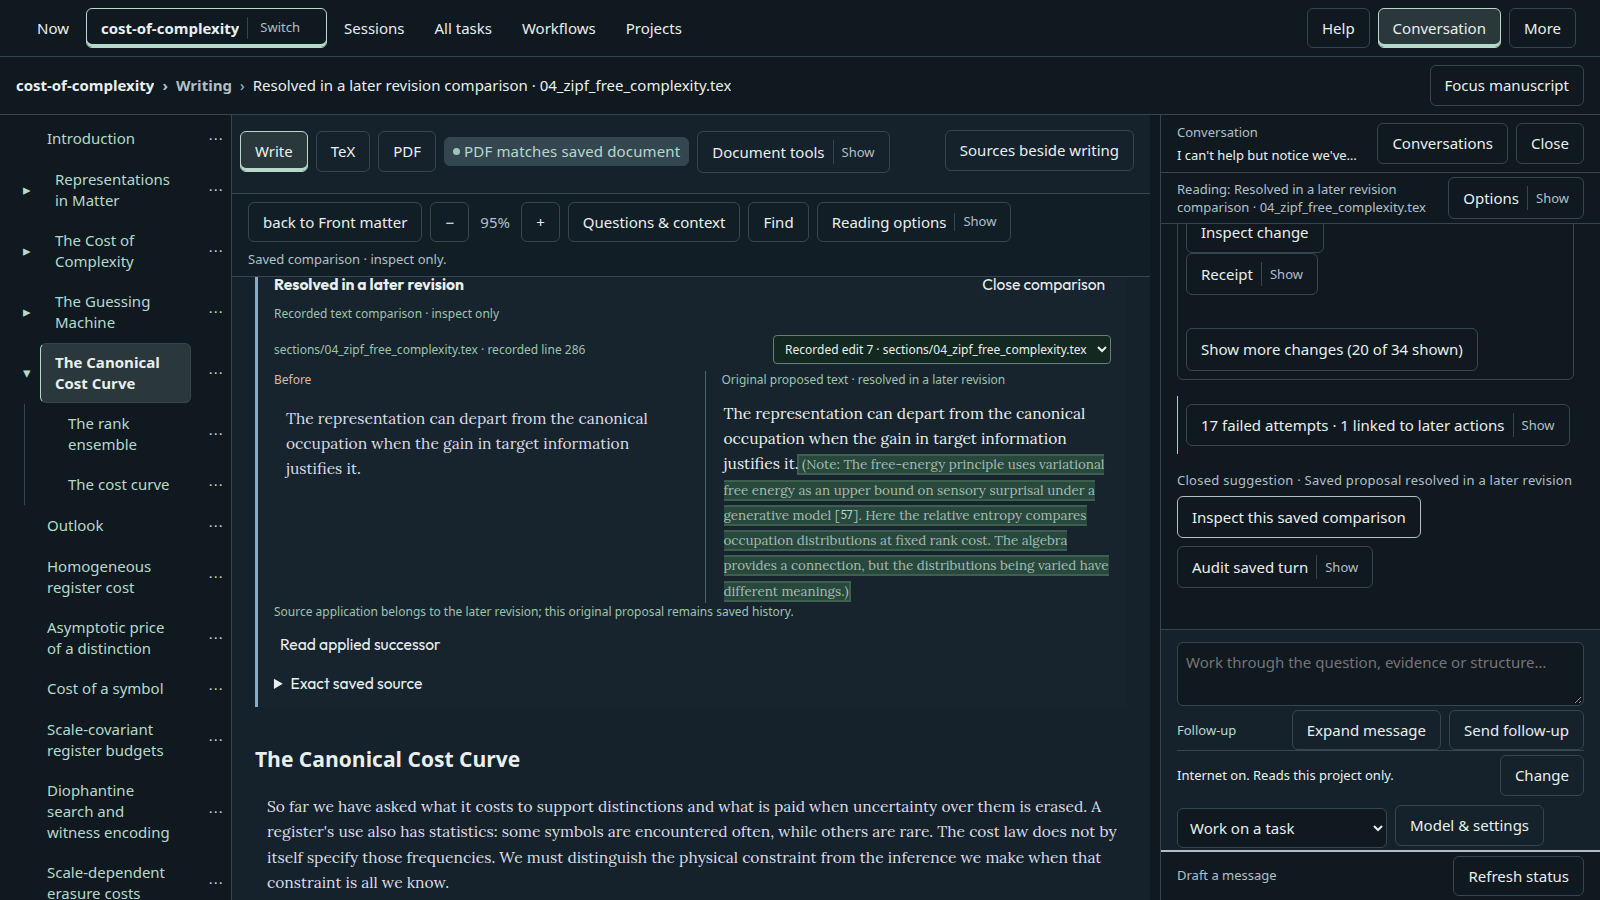 Now
cost-of-complexity Switch
Sessions
All tasks
Workflows
Projects
Help
Conversation
More
cost-of-complexity › Writing › Resolved in a later revision comparison · 04_zipf_free_complexity.tex
Focus manuscript
Introduction ...
▸ Representations
in Matter ...
▸ The Cost of
Complexity ...
▸ The Guessing
Machine ...
▾ The Canonical
Cost Curve ...
The rank
ensemble ...
The cost curve ...
Outlook ...
Homogeneous
register cost ...
Asymptotic price
of a distinction ...
Cost of a symbol ...
Scale-covariant
register budgets ...
Diophantine
search and
witness encoding ...
Scale-dependent
erasure costs ...
Write
TeX
PDF
PDF matches saved document
Document tools Show
Sources beside writing
back to Front matter
−
95%
+
Questions & context
Find
Reading options Show
Saved comparison · inspect only.
Resolved in a later revision
Close comparison
Recorded text comparison · inspect only
sections/04_zipf_free_complexity.tex · recorded line 286
Recorded edit 7 · sections/04_zipf_free_complexity.tex
Before
The representation can depart from the canonical
occupation when the gain in target information
justifies it.
Original proposed text · resolved in a later revision
The representation can depart from the canonical
occupation when the gain in target information
justifies it. (Note: The free-energy principle uses variational
free energy as an upper bound on sensory surprisal under a
generative model [57]. Here the relative entropy compares
occupation distributions at fixed rank cost. The algebra
provides a connection, but the distributions being varied have
different meanings.)
Source application belongs to the later revision; this original proposal remains saved history.
Read applied successor
▸ Exact saved source
The Canonical Cost Curve
So far we have asked what it costs to support distinctions and what is paid when uncertainty over them is erased. A
register's use also has statistics: some symbols are encountered often, while others are rare. The cost law does not by
itself specify those frequencies. We must distinguish the physical constraint from the inference we make when that
constraint is all we know.
Conversation
I can't help but notice we've...
Conversations
Close
Reading: Resolved in a later revision
comparison · 04_zipf_free_complexity.tex
Options Show
Inspect change
Receipt Show
Show more changes (20 of 34 shown)
17 failed attempts · 1 linked to later actions Show
Closed suggestion · Saved proposal resolved in a later revision
Inspect this saved comparison
Audit saved turn Show
Work through the question, evidence or structure...
Follow-up
Expand message
Send follow-up
Internet on. Reads this project only.
Change
Work on a task
Model & settings
Draft a message
Refresh status